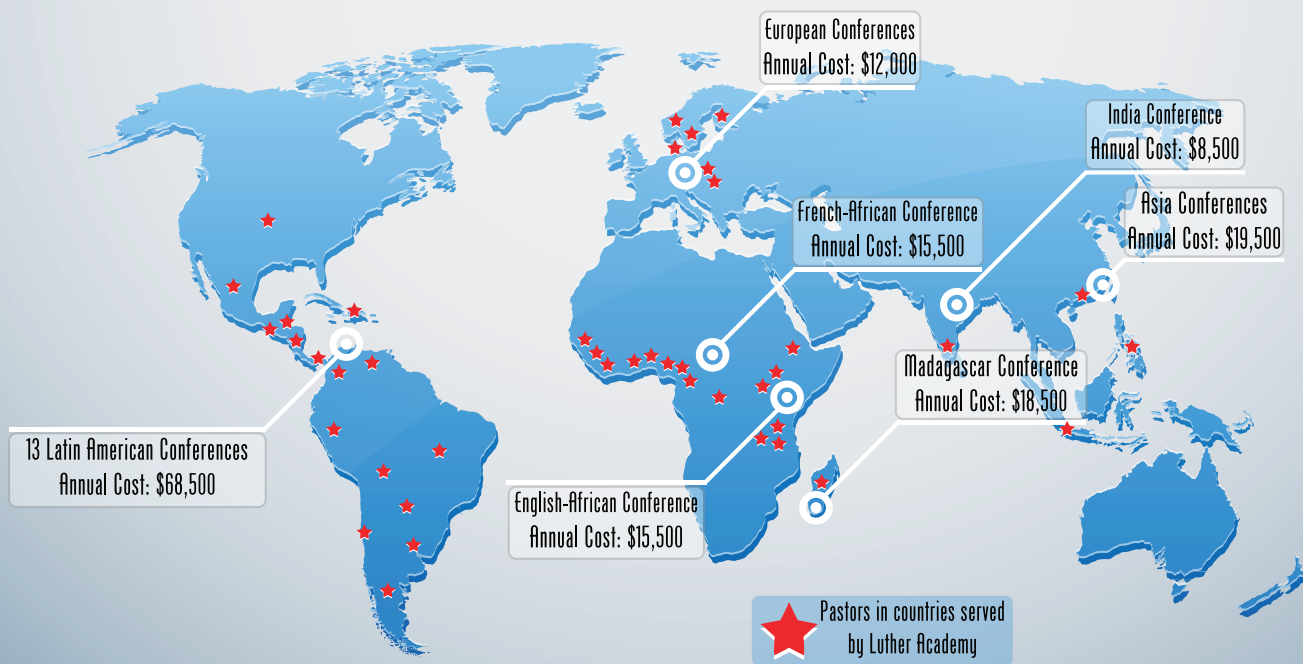 European Conferences
Annual Cost: $12,000
India Conference
Annual Cost: $8,500
Asia Conferences
Annual Cost: $19,500
French-African Conference
Annual Cost: $15,500
Madagascar Conference
Annual Cost: $18,500
13 Latin American Conferences
Annual Cost: $68,500
English-African Conference
Annual Cost: $15,500
Pastors in countries served
by Luther Academy